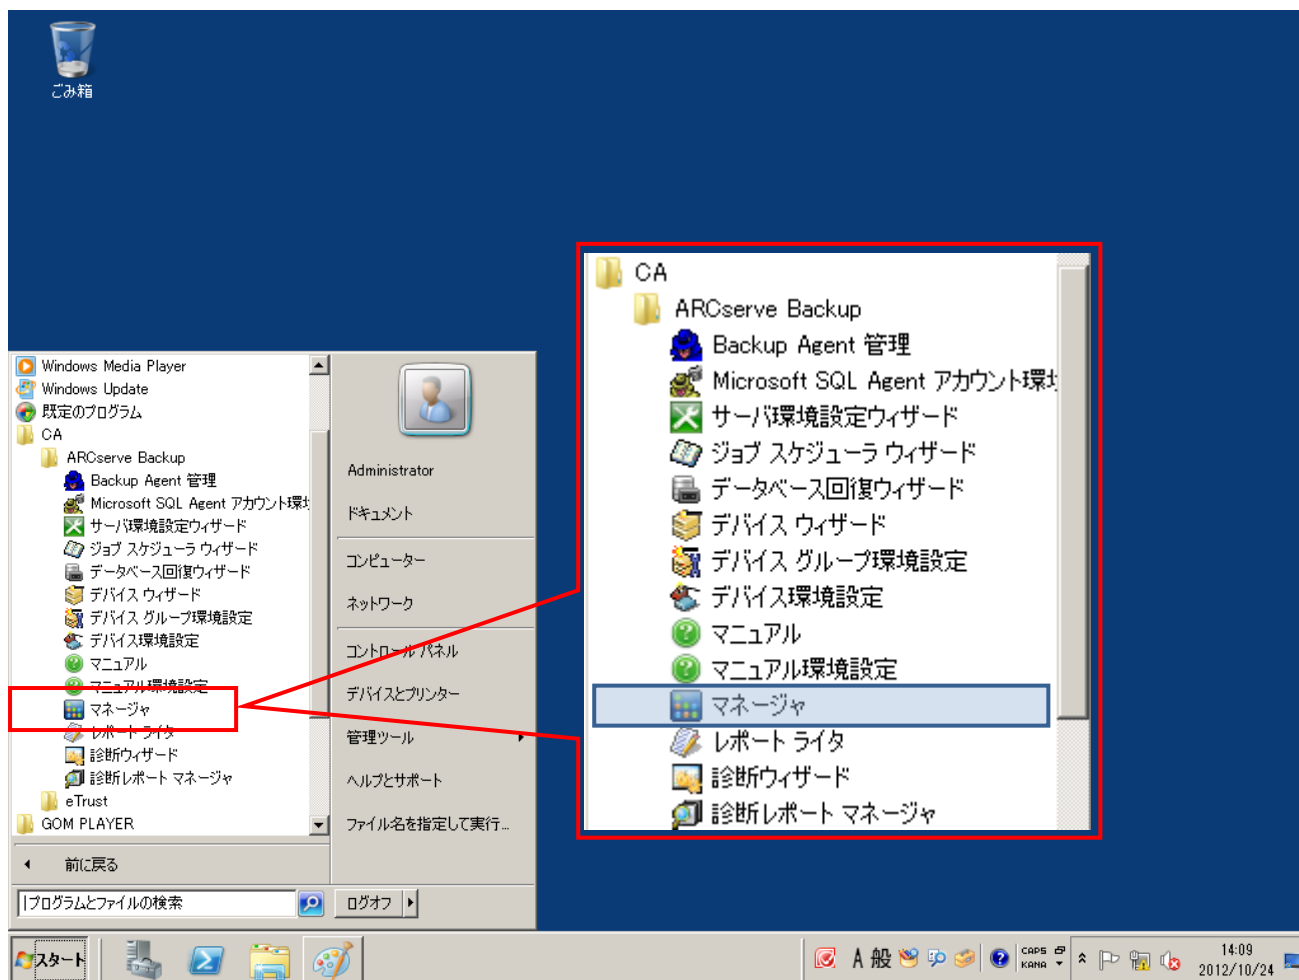 ごみ箱
Windows Media Player
Windows Update
既定のプログラム
CA
ARCserve Backup
Backup Agent 管理
Microsoft SQL Agent アカウント環境
サーバ環境設定ウィザード
ジョブ スケジューラ ウィザード
データベース回復ウィザード
デバイス ウィザード
デバイス グループ環境設定
デバイス環境設定
マニュアル
マニュアル環境設定
マネージャ
レポート ライタ
診断ウィザード
診断レポート マネージャ
eTrust
GOM PLAYER
前に戻る
プログラムとファイルの検索
Administrator
ドキュメント
コンピューター
ネットワーク
コントロール パネル
デバイスとプリンター
管理ツール
ヘルプとサポート
ファイル名を指定して実行...
ログオフ
CA
ARCserve Backup
Backup Agent 管理
Microsoft SQL Agent アカウント環境
サーバ環境設定ウィザード
ジョブ スケジューラ ウィザード
データベース回復ウィザード
デバイス ウィザード
デバイス グループ環境設定
デバイス環境設定
マニュアル
マニュアル環境設定
マネージャ
レポート ライタ
診断ウィザード
診断レポート マネージャ
スタート
A 般
CAPS
KANA
14:09
2012/10/24